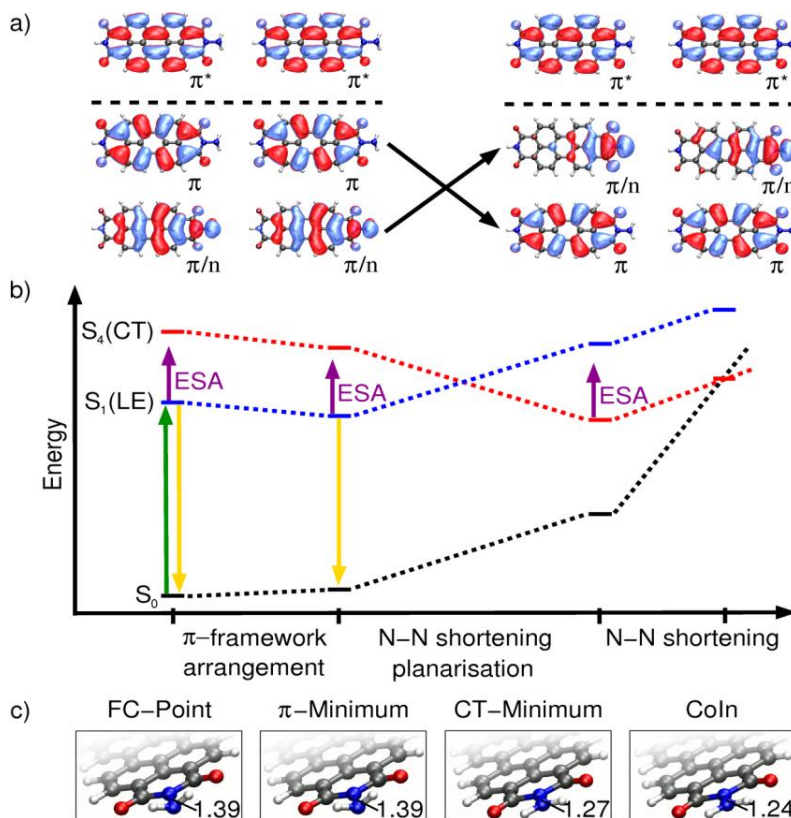 a)
π* π* π* π*
π π π/n π/n
π/n π/n π π
b)
Energy
S₄(CT)
ESA ESA ESA
S₁(LE)
S₀
π−framework arrangement
N−N shortening planarisation
N−N shortening
c)
FC−Point π−Minimum CT−Minimum CoIn
1.39 1.39 1.27 1.24